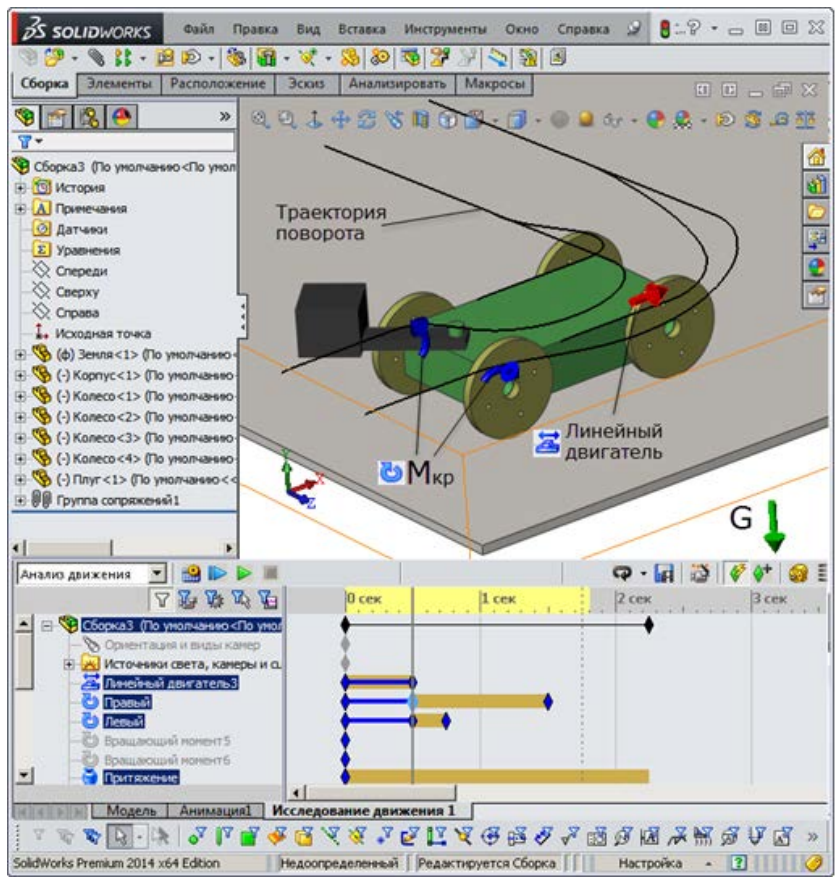 SOLIDWORKS Файл Правка Вид Вставка Инструменты Окно Справка
Сборка Элементы Расположение Эскиз Анализировать Макросы
Сборка3 (По умолчанию<По умол
История
Примечания
Датчики
Уравнения
Спереди
Сверху
Справа
Исходная точка
(ф) Земля<1> (По умолчанию<
(-) Корпус<1> (По умолчанию
(-) Колесо<1> (По умолчанию
(-) Колесо<2> (По умолчанию
(-) Колесо<3> (По умолчанию
(-) Колесо<4> (По умолчанию
(-) Плуг<1> (По умолчанию<<
Группа сопряжений1
Траектория
поворота
Мкр
Линейный
двигатель
G
Y
X
Z
Анализ движения
0 сек 1 сек 2 сек 3 сек
Сборка3 (По умолчанию<По умол
Ориентация и виды камер
Источники света, камеры и сц
Линейный двигатель3
Правый
Левый
Вращающий момент5
Вращающий момент6
Притяжение
Модель Анимация1 Исследование движения 1
SolidWorks Premium 2014 x64 Edition Недоопределенный Редактируется Сборка Настройка